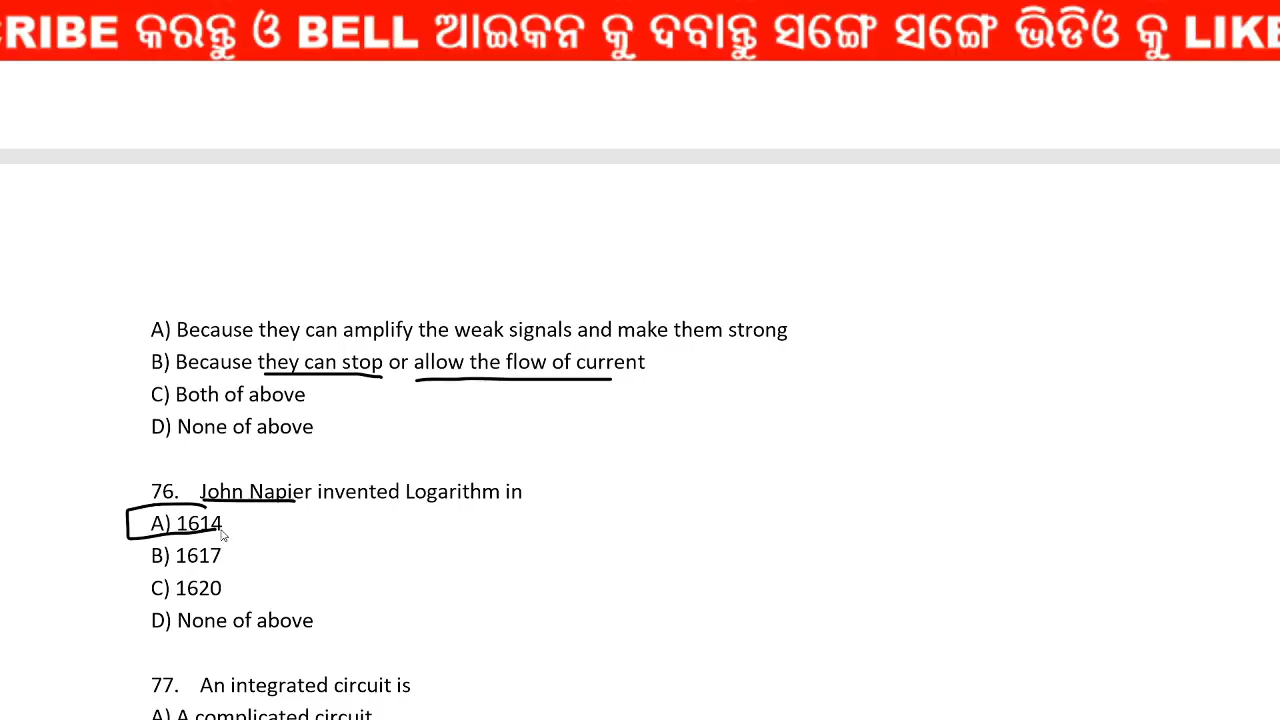 RIBE କରନ୍ତୁ ଓ BELL ଆଇକନ କୁ ଦବାନ୍ତୁ ସଙ୍ଗେ ସଙ୍ଗେ ଭିଡିଓ କୁ LIKE
A) Because they can amplify the weak signals and make them strong
B) Because they can stop or allow the flow of current
C) Both of above
D) None of above
76. John Napier invented Logarithm in
A) 1614
B) 1617
C) 1620
D) None of above
77. An integrated circuit is
A) A complicated circuit